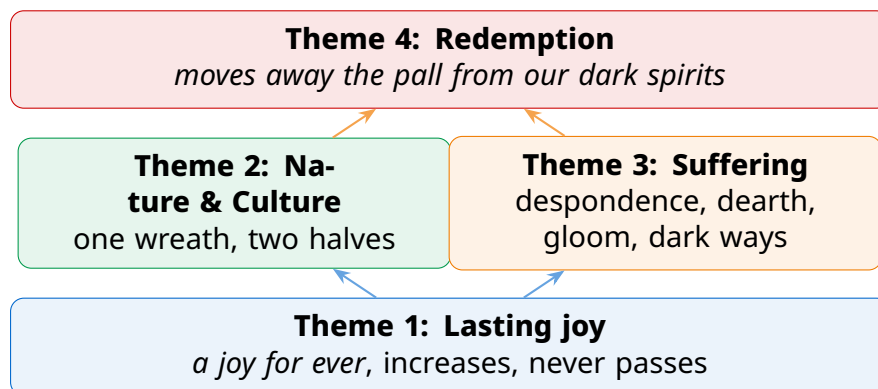 Theme 4: Redemption
moves away the pall from our dark spirits
Theme 2: Na-
ture & Culture
one wreath, two halves
Theme 3: Suffering
despondence, dearth,
gloom, dark ways
Theme 1: Lasting joy
a joy for ever, increases, never passes